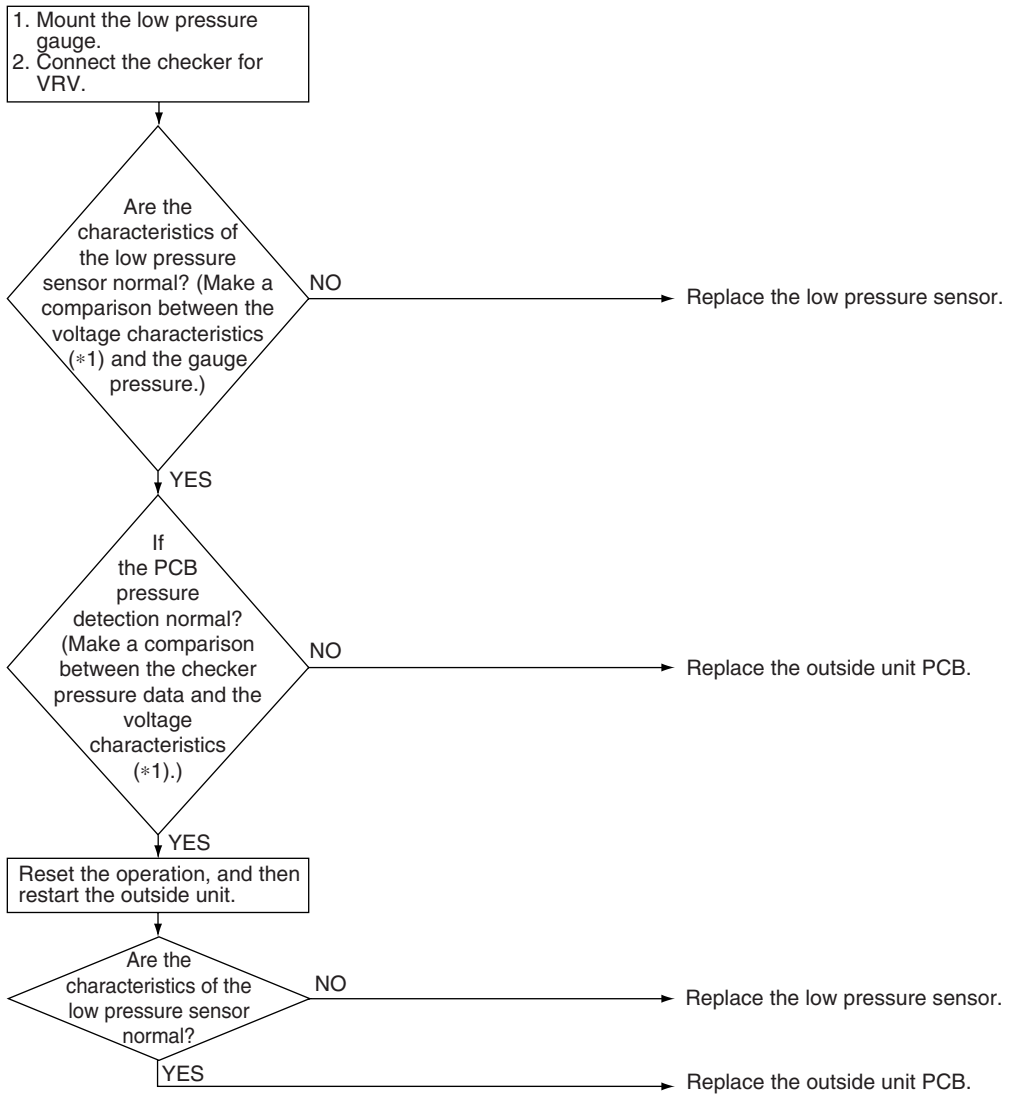 1. Mount the low pressure
gauge.
2. Connect the checker for
VRV.
Are the
characteristics of
the low pressure
sensor normal? (Make a
comparison between the
voltage characteristics
(*1) and the gauge
pressure.)
NO
Replace the low pressure sensor.
YES
If
the PCB
pressure
detection normal?
(Make a comparison
between the checker
pressure data and the
voltage
characteristics
(*1).)
NO
Replace the outside unit PCB.
YES
Reset the operation, and then
restart the outside unit.
Are the
characteristics of the
low pressure sensor
normal?
NO
Replace the low pressure sensor.
YES
Replace the outside unit PCB.